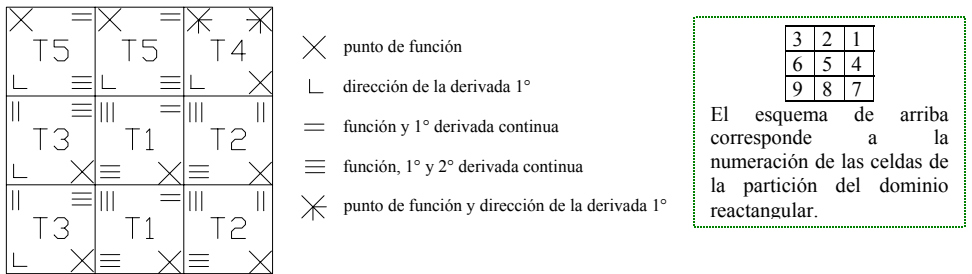 T5 T5 T4
T3 T1 T2
T3 T1 T2
punto de función
dirección de la derivada 1°
función y 1° derivada continua
función, 1° y 2° derivada continua
punto de función y dirección de la derivada 1°
3 2 1
6 5 4
9 8 7
El esquema de arriba
corresponde a la
numeración de las celdas de
la partición del dominio
reactangular.